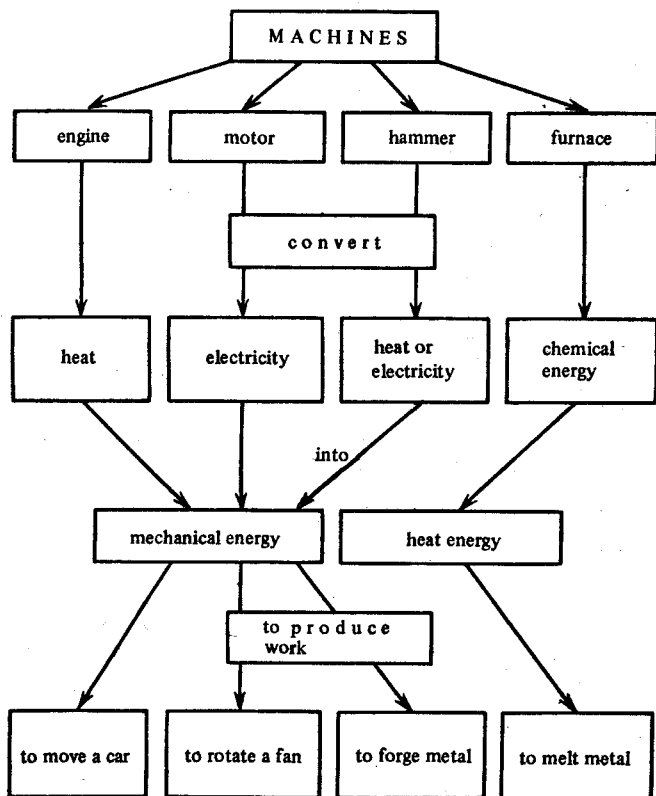 MACHINES
engine
motor
hammer
furnace
convert
heat
electricity
heat or
electricity
chemical
energy
into
mechanical energy
heat energy
to produce
work
to move a car
to rotate a fan
to forge metal
to melt metal